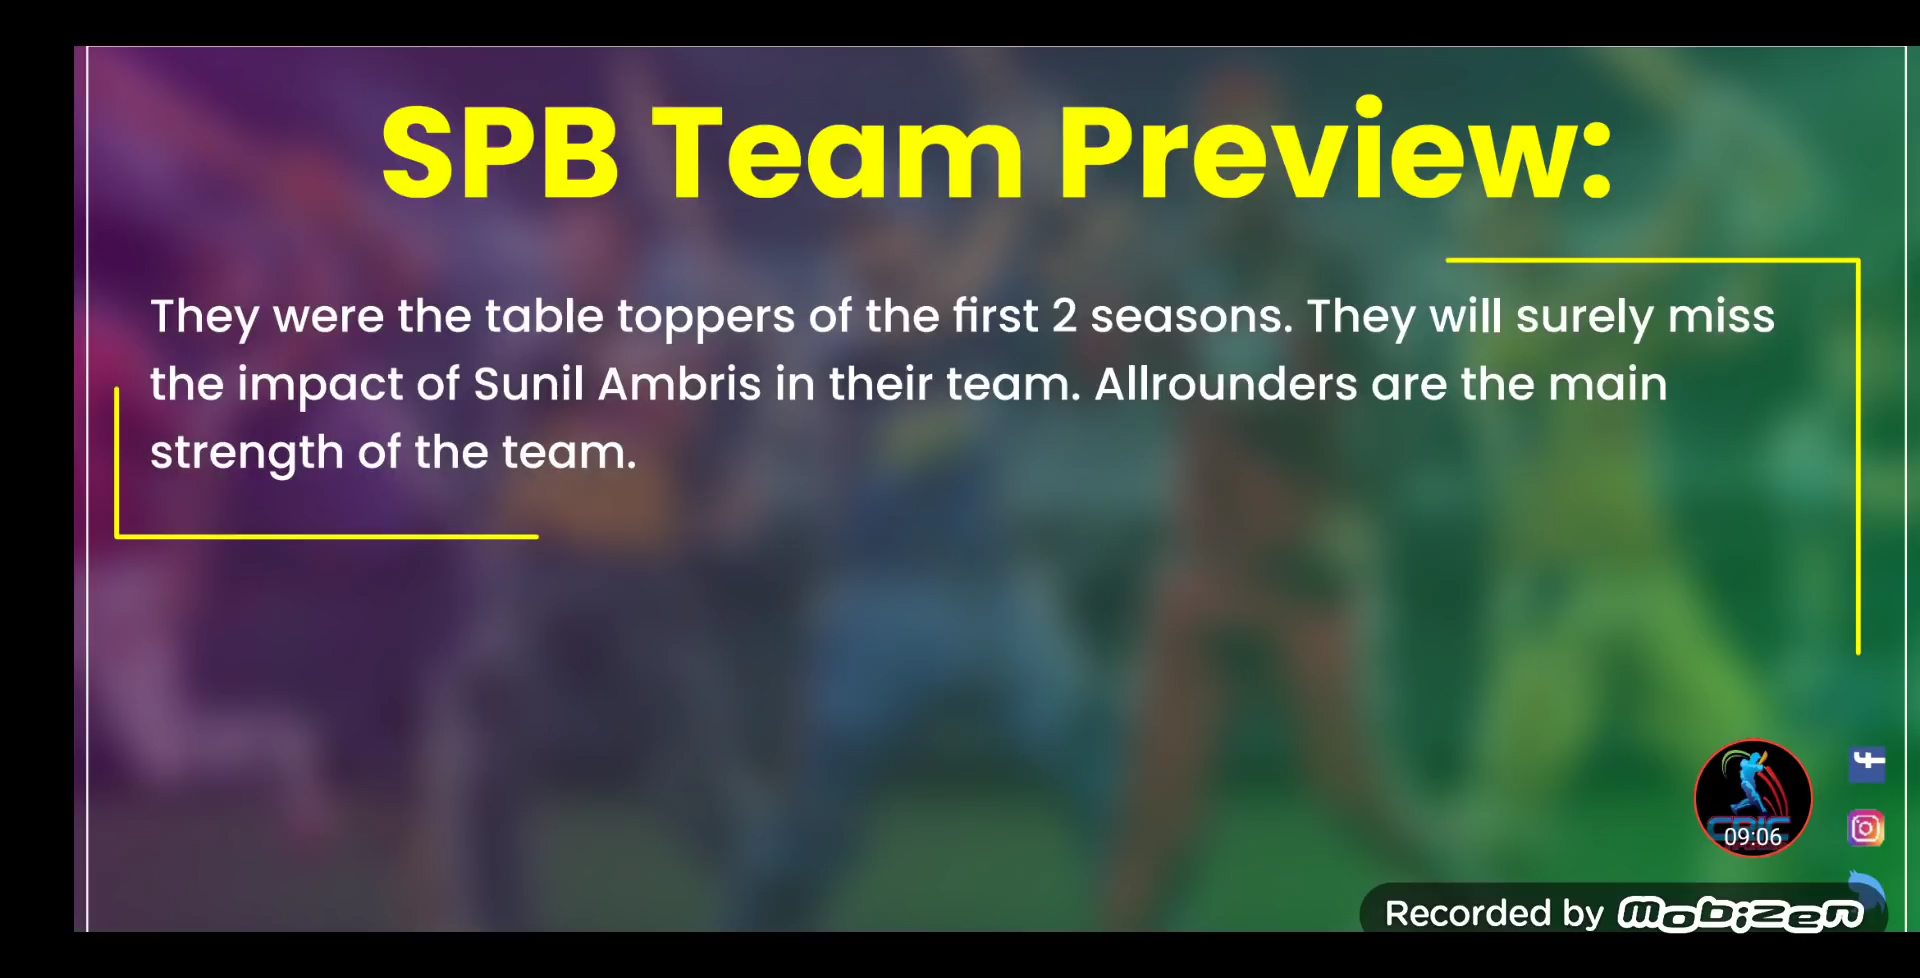 SPB Team Preview:
They were the table toppers of the first 2 seasons. They will surely miss
the impact of Sunil Ambris in their team. Allrounders are the main
strength of the team.
CRIC
09:06
Recorded by Mobizen